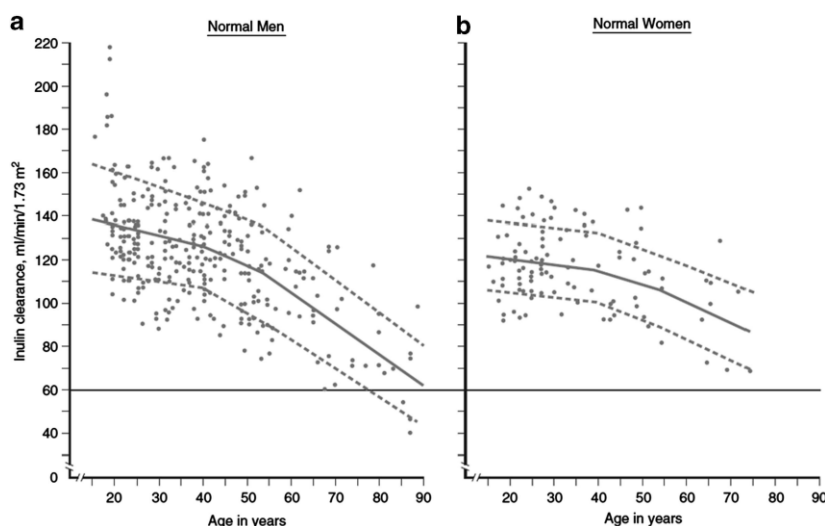 a
Normal Men
b
Normal Women
Inulin clearance, ml/min/1.73 m²
220
200
180
160
140
120
100
80
60
40
0
20 30 40 50 60 70 80 90
20 30 40 50 60 70 80 90
Age in years
Age in years